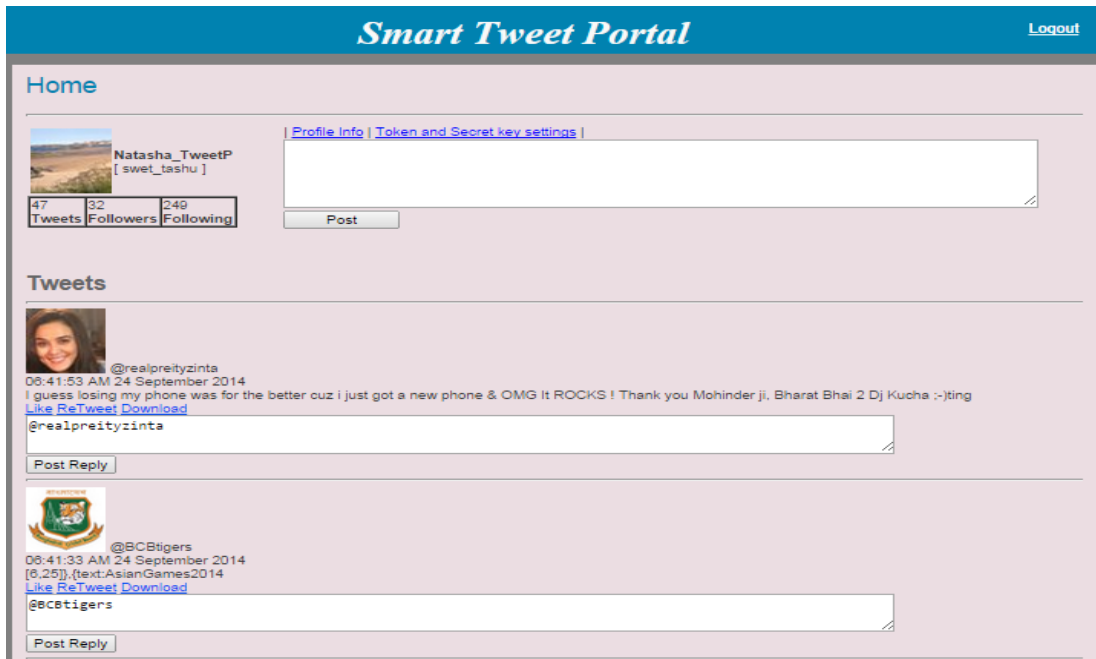 Smart Tweet Portal
Logout
Home
| Profile Info | Token and Secret key settings |
Natasha_TweetP
[ swet_tashu ]
47 32 249
Tweets Followers Following
Post
Tweets
@realpreityzinta
06:41:53 AM 24 September 2014
I guess losing my phone was for the better cuz i just got a new phone & OMG It ROCKS ! Thank you Mohinder ji, Bharat Bhai 2 Dj Kucha ;-)ting
Like ReTweet Download
@realpreityzinta
Post Reply
@BCBtigers
06:41:33 AM 24 September 2014
[6,25]},{text:AsianGames2014
Like ReTweet Download
@BCBtigers
Post Reply